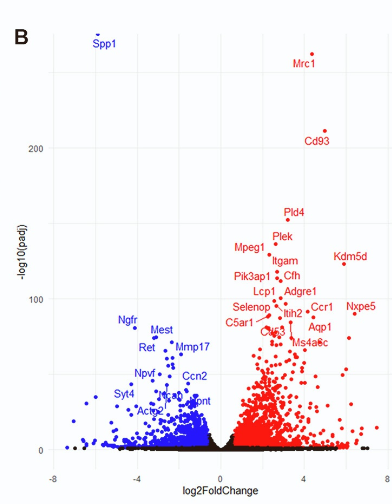 B
Spp1
Mrc1
Cd93
200
Pld4
Plek
Mpeg1
Itgam
Kdm5d
Pik3ap1
Cfh
Lcp1
Adgre1
100
Selenop
Itih2
Ccr1
Nxpe5
C5ar1
Aqp1
Ngfr
Mest
Ret
Mmp17
Ms4a6c
Npvf
Ccn2
Syt4
Actg2
0
-8
-4
0
4
8
log2FoldChange
-log10(padj)